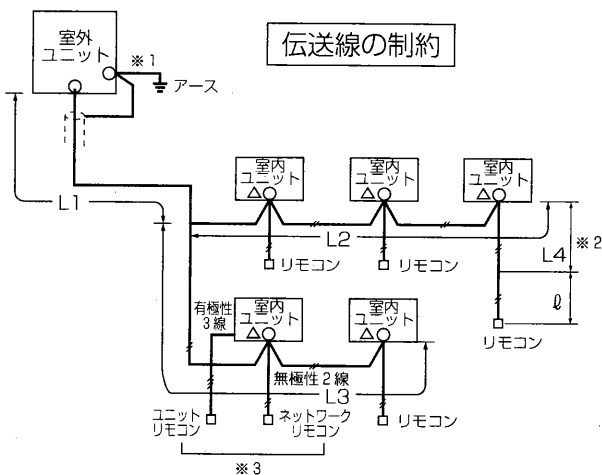 伝送線の制約
室外
ユニット
※1
アース
L1
室内
ユニット
△
室内
ユニット
△
室内
ユニット
△
L2
L4
※2
リモコン
リモコン
ℓ
リモコン
有極性
3線
室内
ユニット
△
室内
ユニット
△
無極性2線
L3
ユニット
リモコン
ネットワーク
リモコン
リモコン
※3